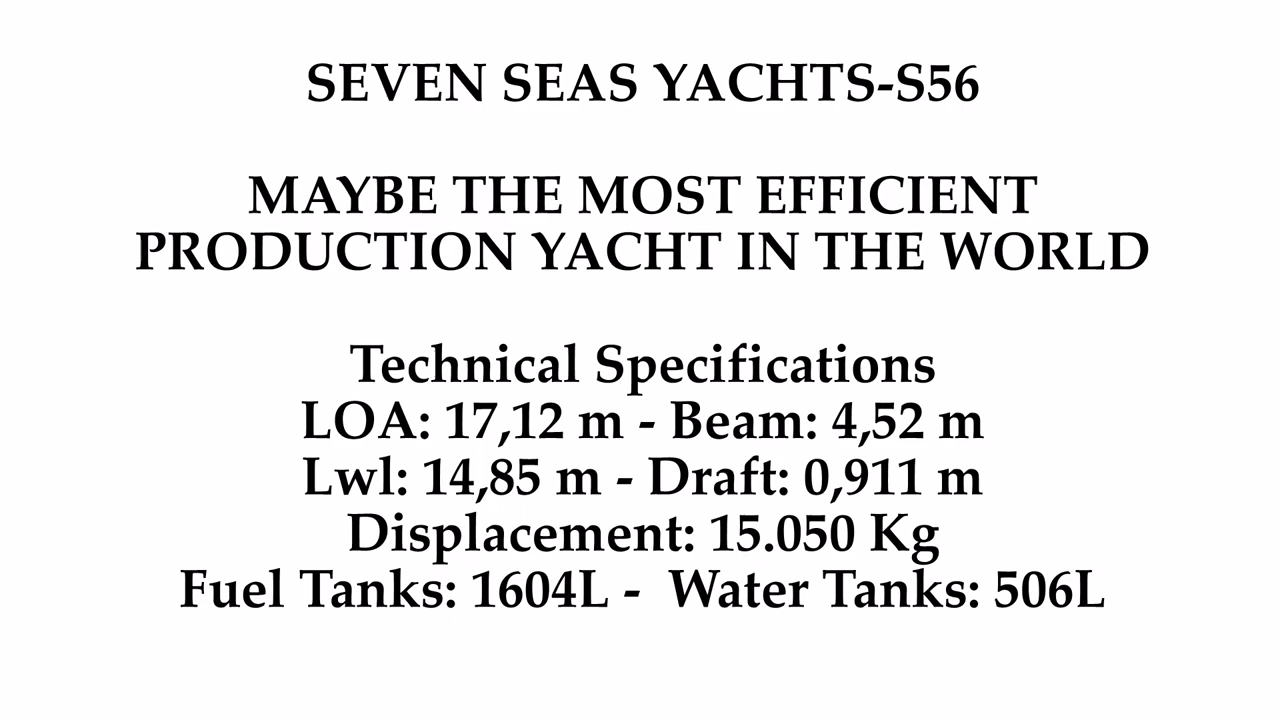 SEVEN SEAS YACHTS-S56
MAYBE THE MOST EFFICIENT
PRODUCTION YACHT IN THE WORLD
Technical Specifications
LOA: 17,12 m - Beam: 4,52 m
Lwl: 14,85 m - Draft: 0,911 m
Displacement: 15.050 Kg
Fuel Tanks: 1604L -  Water Tanks: 506L